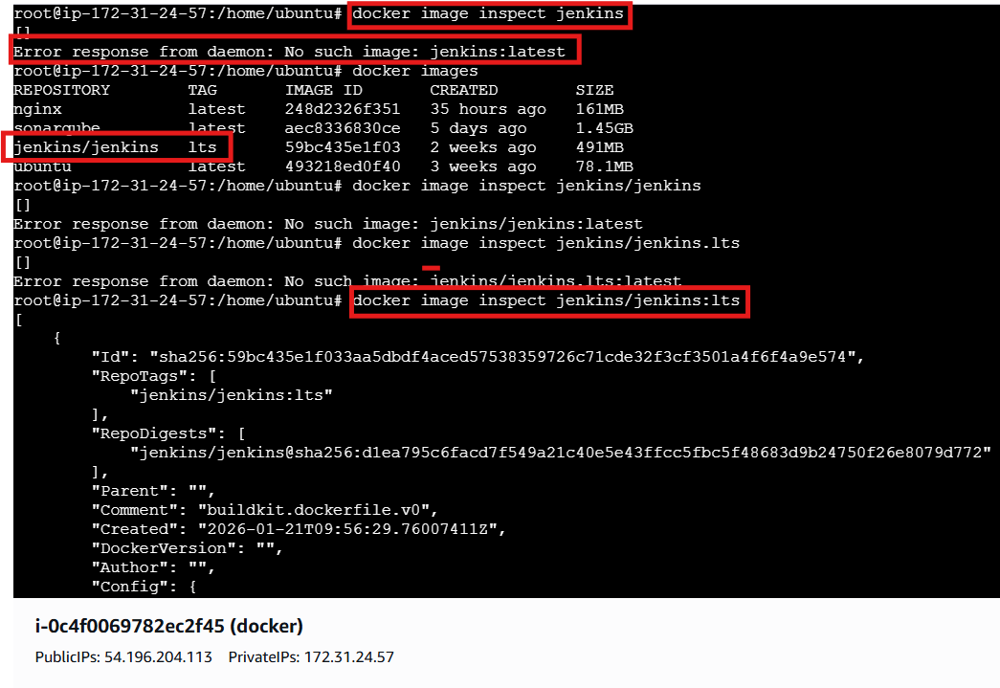 root@ip-172-31-24-57:/home/ubuntu# docker image inspect jenkins
[]
Error response from daemon: No such image: jenkins:latest
root@ip-172-31-24-57:/home/ubuntu# docker images
REPOSITORY TAG IMAGE ID CREATED SIZE
nginx latest 248d2326f351 35 hours ago 161MB
sonarqube latest aec8336830ce 5 days ago 1.45GB
jenkins/jenkins lts 59bc435e1f03 2 weeks ago 491MB
ubuntu latest 493218ed0f40 3 weeks ago 78.1MB
root@ip-172-31-24-57:/home/ubuntu# docker image inspect jenkins/jenkins
[]
Error response from daemon: No such image: jenkins/jenkins:latest
root@ip-172-31-24-57:/home/ubuntu# docker image inspect jenkins/jenkins.lts
[]
Error response from daemon: No such image: jenkins/jenkins.lts:latest
root@ip-172-31-24-57:/home/ubuntu# docker image inspect jenkins/jenkins:lts
[
{
"Id": "sha256:59bc435e1f033aa5dbdf4aced57538359726c71cde32f3cf3501a4f6f4a9e574",
"RepoTags": [
"jenkins/jenkins:lts"
],
"RepoDigests": [
"jenkins/jenkins@sha256:d1ea795c6facd7f549a21c40e5e43ffcc5fbc5f48683d9b24750f26e8079d772"
],
"Parent": "",
"Comment": "buildkit.dockerfile.v0",
"Created": "2026-01-21T09:56:29.76007411Z",
"DockerVersion": "",
"Author": "",
"Config": {
i-0c4f0069782ec2f45 (docker)
PublicIPs: 54.196.204.113 PrivateIPs: 172.31.24.57